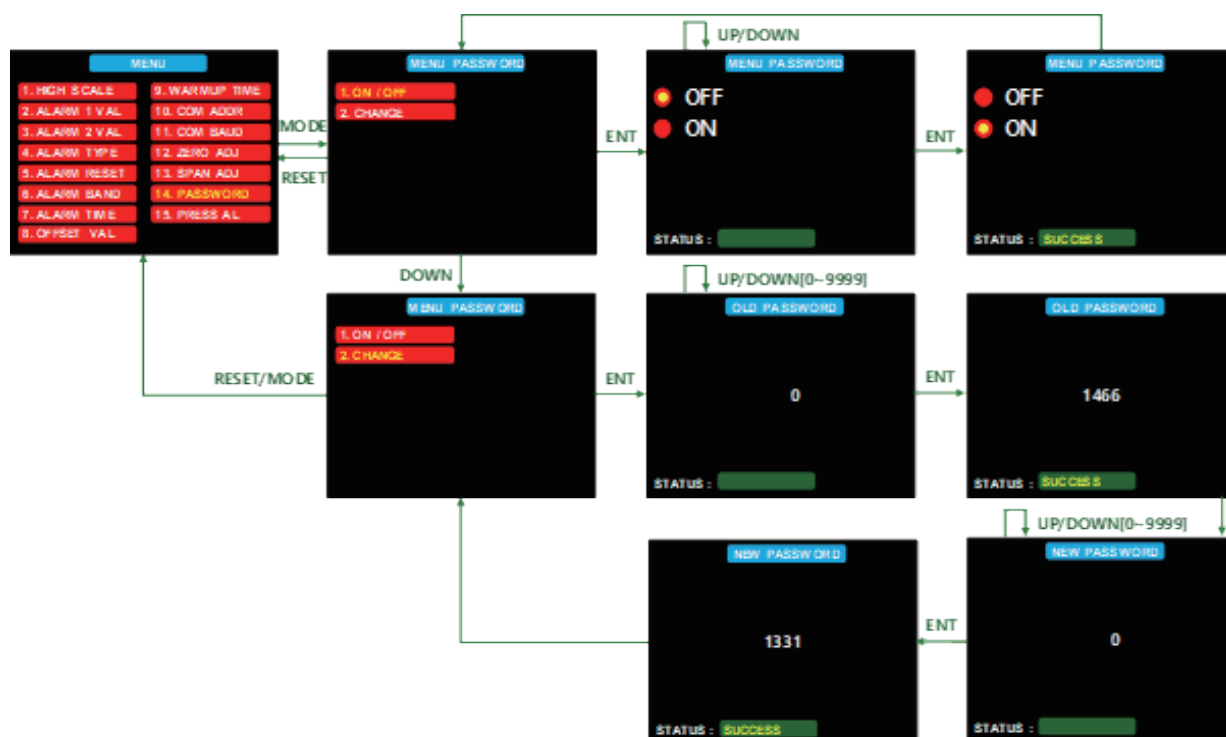 UP/DOWN
MENU
1. HIGH SCALE
2. ALARM 1 VAL
3. ALARM 2 VAL
4. ALARM TYPE
5. ALARM RESET
6. ALARM BAND
7. ALARM TIME
8. OFFSET VAL
9. WARMUP TIME
10. COM ADDR
11. COM BAUD
12. ZERO ADJ
13. SPAN ADJ
14. PASSWORD
15. PRESS AL
MODE
RESET
MENU PASSWORD
1. ON / OFF
2. CHANGE
ENT
MENU PASSWORD
OFF
ON
STATUS :
ENT
MENU PASSWORD
OFF
ON
STATUS : SUCCESS
DOWN
RESET/MODE
MENU PASSWORD
1. ON / OFF
2. CHANGE
ENT
UP/DOWN[0~9999]
OLD PASSWORD
0
STATUS :
ENT
OLD PASSWORD
1466
STATUS : SUCCESS
UP/DOWN[0~9999]
NEW PASSWORD
0
STATUS :
ENT
NEW PASSWORD
1331
STATUS : SUCCESS